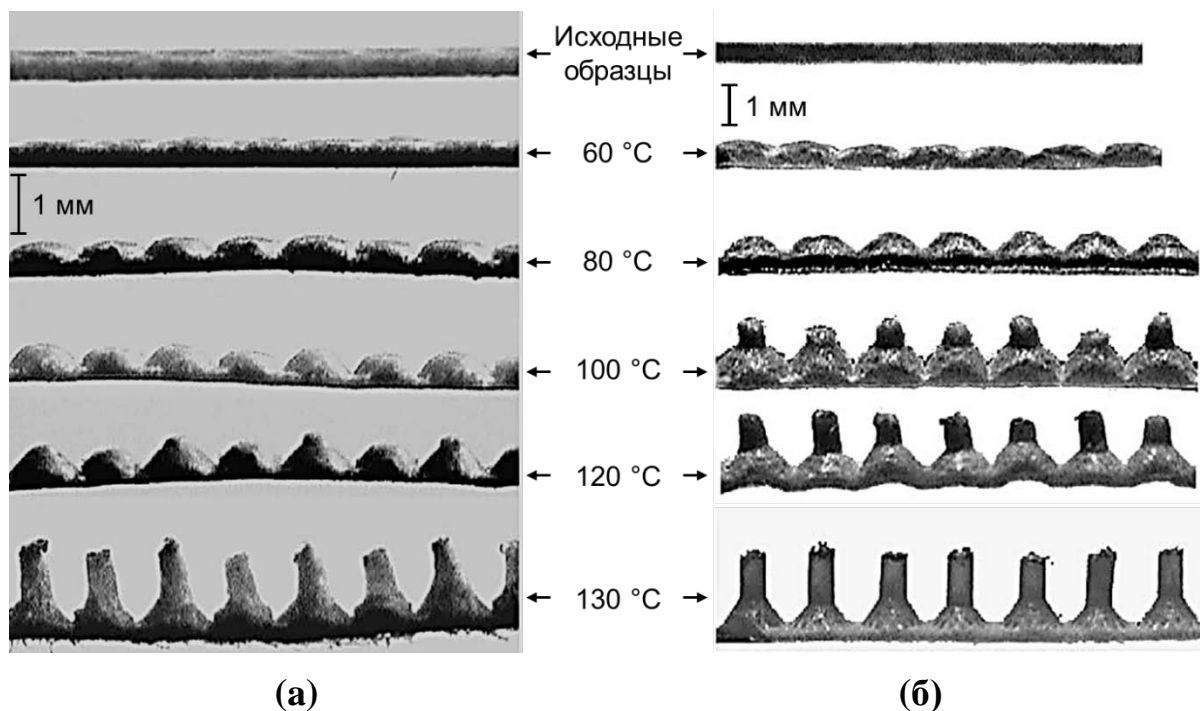 Исходные
образцы
1 мм
60 °C
1 мм
80 °C
100 °C
120 °C
130 °C
(а)
(б)